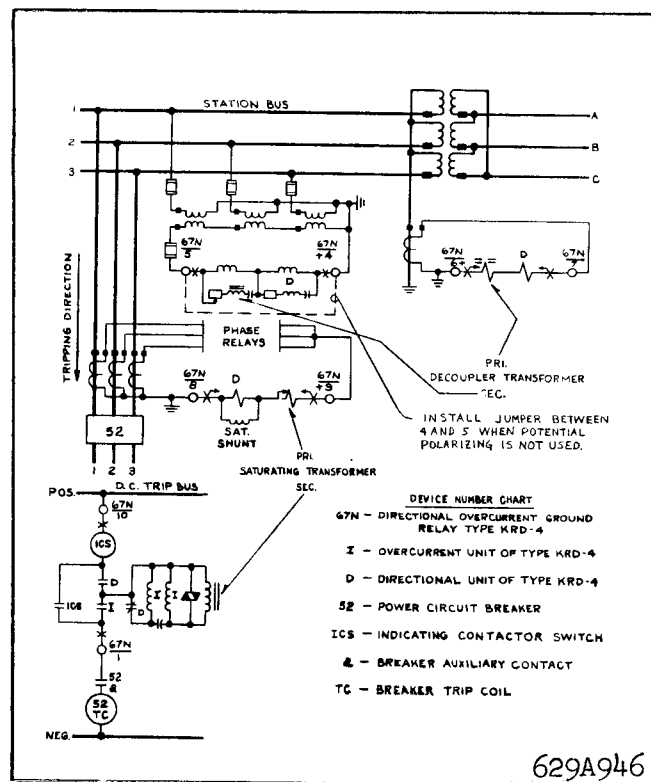 1
STATION BUS
A
2
B
3
C
67N
5
67N
+4
D
67N
6+
D
67N
7
TRIPPING DIRECTION
PHASE
RELAYS
PRI.
DECOUPLER TRANSFORMER
SEC.
67N
8
D
67N
+9
SAT.
SHUNT
INSTALL JUMPER BETWEEN
4 AND 5 WHEN POTENTIAL
POLARIZING IS NOT USED.
52
1 2 3
PRI.
SATURATING TRANSFORMER
SEC.
POS. D.C. TRIP BUS
67N
10
ICS
D
ICS
I
D
I
I
67N
1
52
a
52
TC
NEG.
DEVICE NUMBER CHART
67N - DIRECTIONAL OVERCURRENT GROUND
RELAY TYPE KRD-4
I - OVERCURRENT UNIT OF TYPE KRD-4
D - DIRECTIONAL UNIT OF TYPE KRD-4
52 - POWER CIRCUIT BREAKER
ICS - INDICATING CONTACTOR SWITCH
a - BREAKER AUXILIARY CONTACT
TC - BREAKER TRIP COIL
629A946